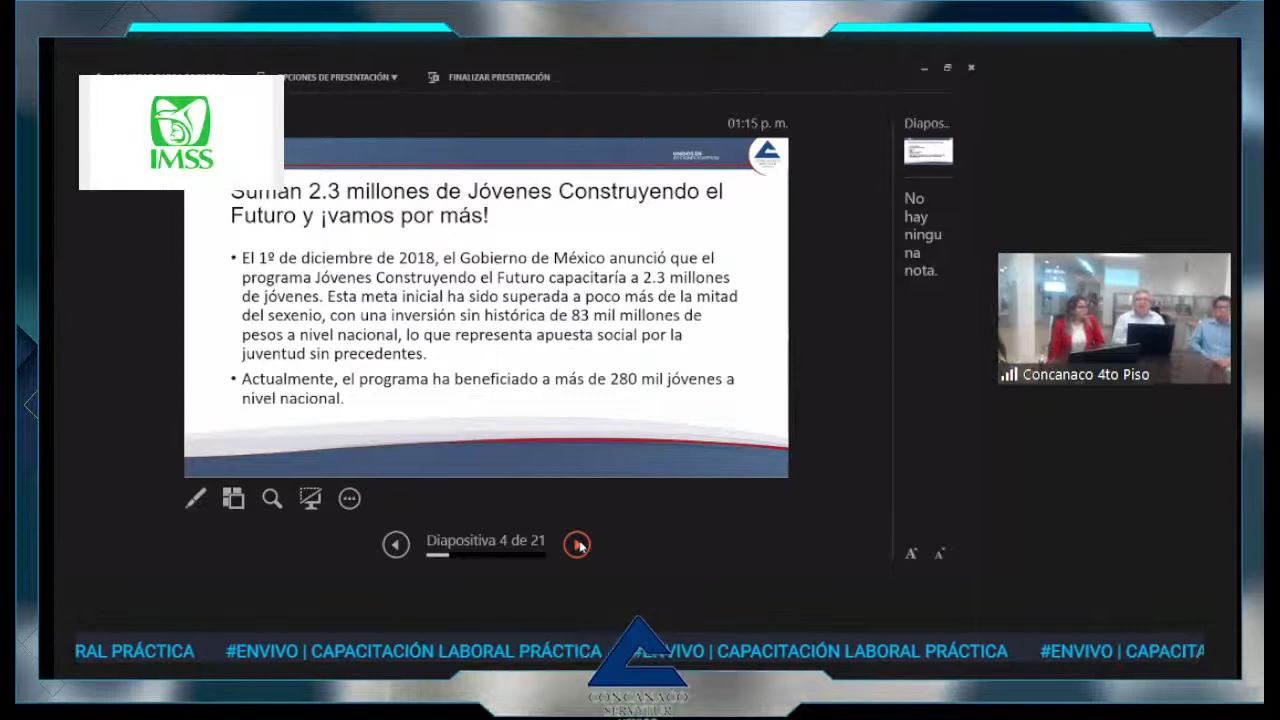 OPCIONES DE PRESENTACIÓN ▼
FINALIZAR PRESENTACIÓN
IMSS
01:15 p. m.
Diapos..
UNIDOS EN
Suman 2.3 millones de Jóvenes Construyendo el
Futuro y ¡vamos por más!
• El 1º de diciembre de 2018, el Gobierno de México anunció que el
programa Jóvenes Construyendo el Futuro capacitaría a 2.3 millones
de jóvenes. Esta meta inicial ha sido superada a poco más de la mitad
del sexenio, con una inversión sin histórica de 83 mil millones de
pesos a nivel nacional, lo que representa apuesta social por la
juventud sin precedentes.
• Actualmente, el programa ha beneficiado a más de 280 mil jóvenes a
nivel nacional.
No
hay
ningu
na
nota.
Concanaco 4to Piso
Diapositiva 4 de 21
A A
RAL PRÁCTICA #ENVIVO | CAPACITACIÓN LABORAL PRÁCTICA #ENVIVO | CAPACITACIÓN LABORAL PRÁCTICA #ENVIVO | CAPACITA
CONCANACO
SERVYTUR